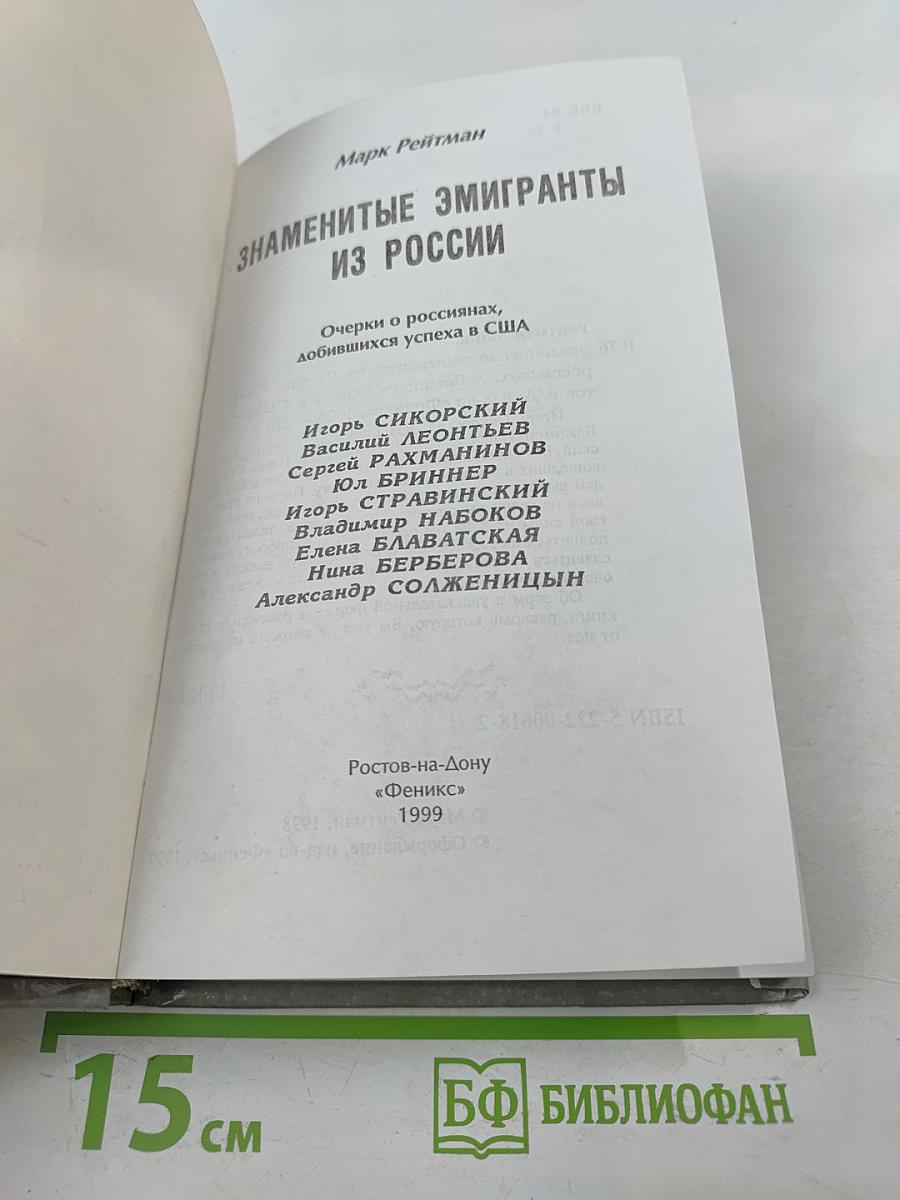 Марк Рейтман
ЗНАМЕНИТЫЕ ЭМИГРАНТЫ
ИЗ РОССИИ
Очерки о россиянах,
добившихся успеха в США
Игорь СИКОРСКИЙ
Василий ЛЕОНТЬЕВ
Сергей РАХМАНИНОВ
Юл БРИННЕР
Игорь СТРАВИНСКИЙ
Владимир НАБОКОВ
Елена БЛАВАТСКАЯ
Нина БЕРБЕРОВА
Александр СОЛЖЕНИЦЫН
Ростов-на-Дону
«Феникс»
1999
15 см
БФ БИБЛИОФАН